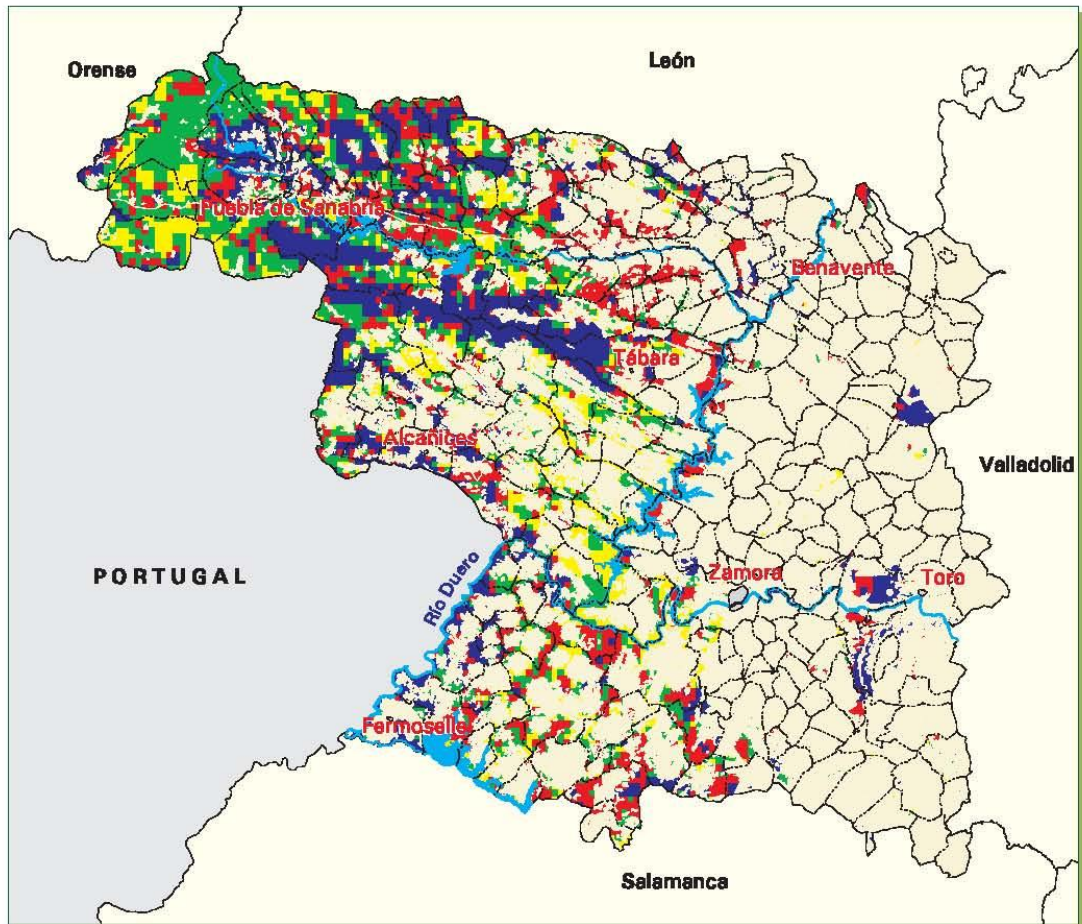 León
Orense
Puebla de Sanabria
Benavente
Tábara
Alcañices
Valladolid
PORTUGAL
Río Duero
Zamora
Toro
Fermoselle
Salamanca